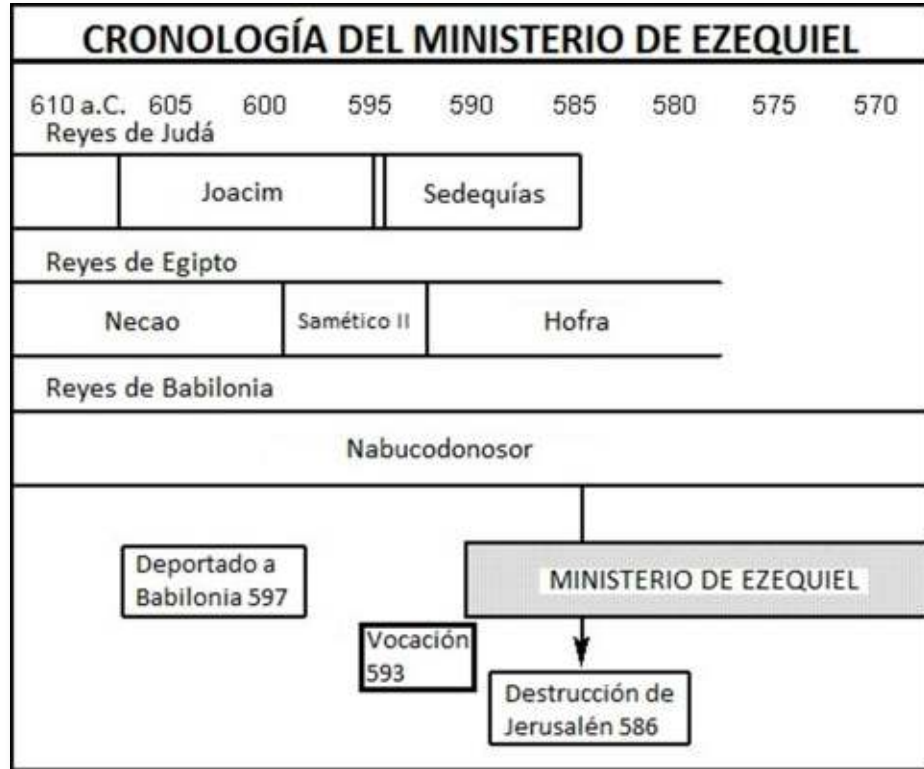 CRONOLOGÍA DEL MINISTERIO DE EZEQUIEL
610 a.C. 605 600 595 590 585 580 575 570
Reyes de Judá
Joacim Sedequías
Reyes de Egipto
Necao Samético II Hofra
Reyes de Babilonia
Nabucodonosor
Deportado a
Babilonia 597
MINISTERIO DE EZEQUIEL
Vocación
593
Destrucción de
Jerusalén 586